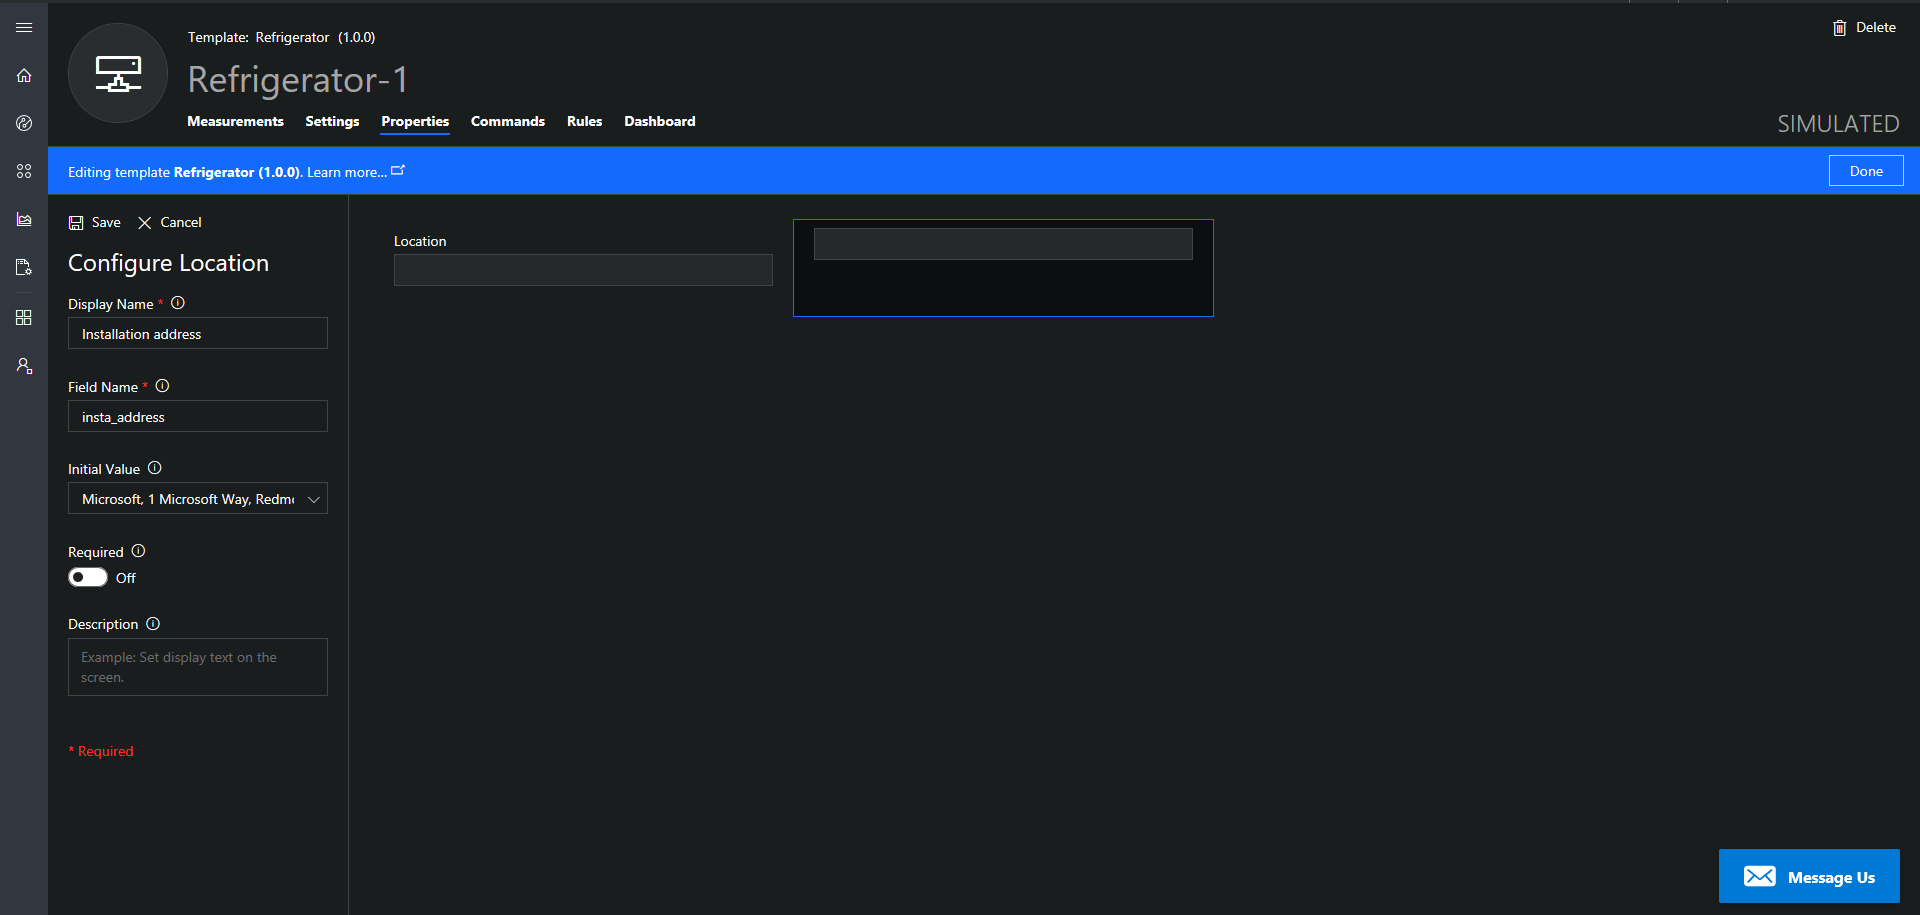 Template: Refrigerator (1.0.0)
Delete
Refrigerator-1
Measurements Settings Properties Commands Rules Dashboard
SIMULATED
Editing template Refrigerator (1.0.0). Learn more...
Done
Save Cancel
Configure Location
Display Name *
Installation address
Field Name *
insta_address
Initial Value
Microsoft, 1 Microsoft Way, Redm
Required
Off
Description
Example: Set display text on the
screen.
* Required
Location
Message Us